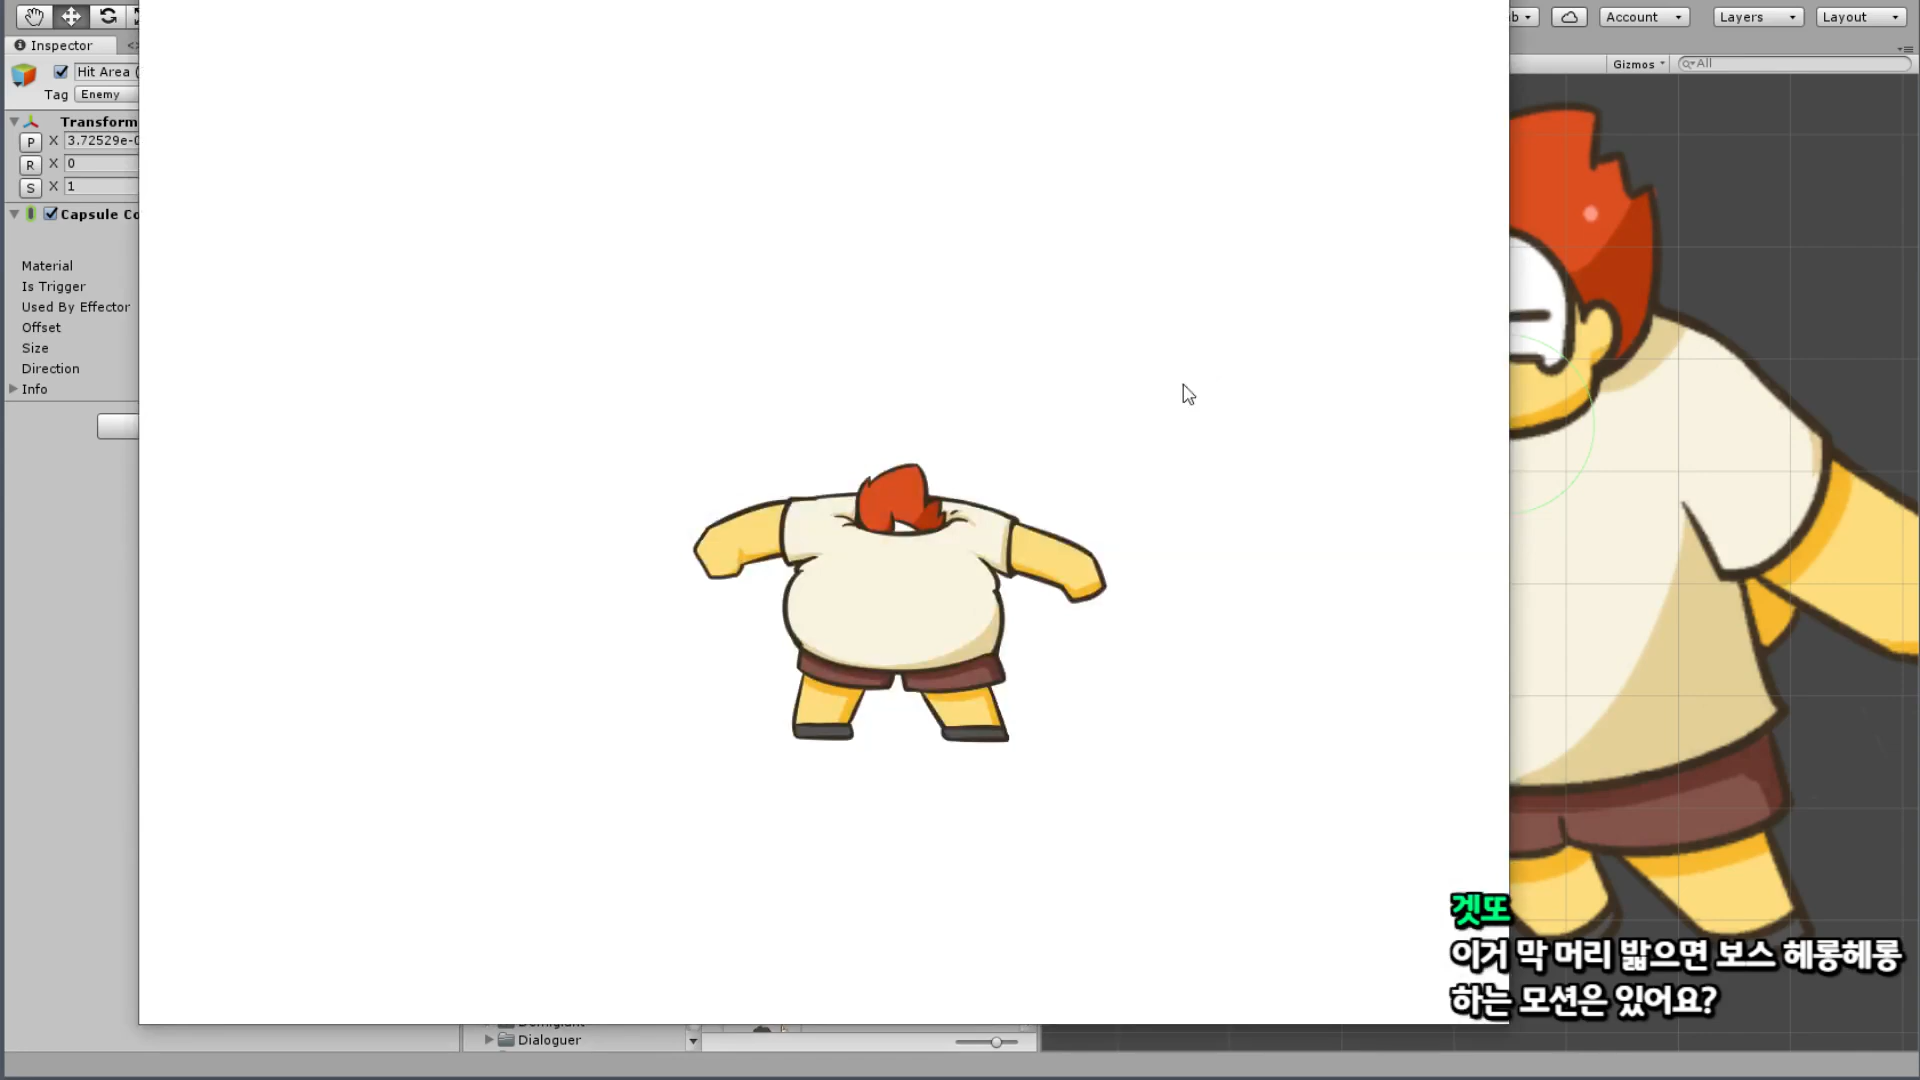 b
Account
Layers
Layout
Inspector
Gizmos
All
Hit Area (
Tag Enemy
Transform
P X 3.72529e-0
R X 0
S X 1
Capsule Co
Material
Is Trigger
Used By Effector
Offset
Size
Direction
Info
겟또
이거 막 머리 밟으면 보스 헤롱헤롱
하는 모션은 있어요?
Dialoguer